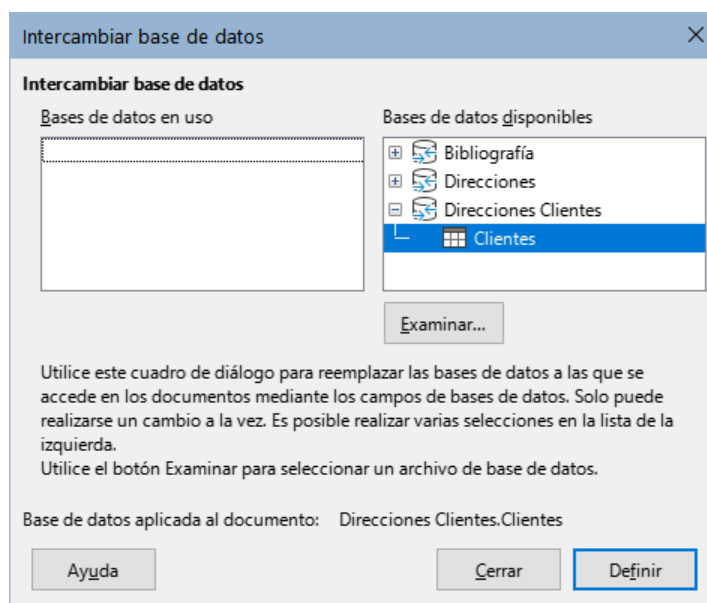 Intercambiar base de datos
Intercambiar base de datos
Bases de datos en uso
Bases de datos disponibles
Bibliografía
Direcciones
Direcciones Clientes
Clientes
Examinar...
Utilice este cuadro de diálogo para reemplazar las bases de datos a las que se
accede en los documentos mediante los campos de bases de datos. Solo puede
realizarse un cambio a la vez. Es posible realizar varias selecciones en la lista de la
izquierda.
Utilice el botón Examinar para seleccionar un archivo de base de datos.
Base de datos aplicada al documento: Direcciones Clientes.Clientes
Ayuda
Cerrar
Definir